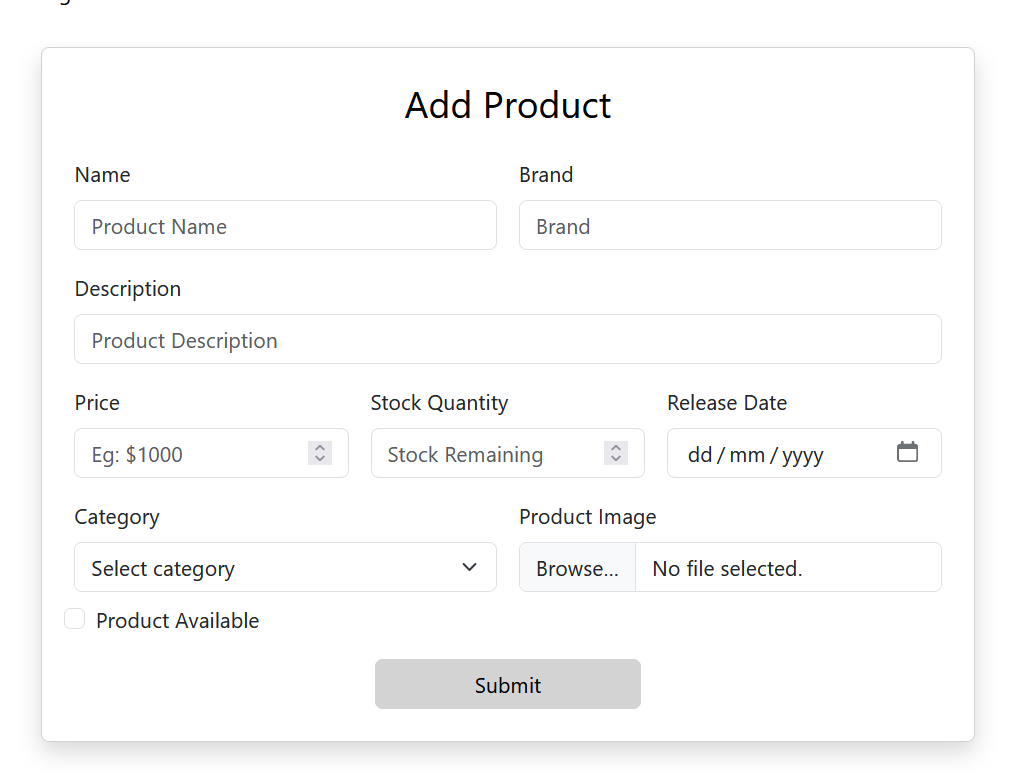 Add Product
Name Brand
Product Name Brand
Description
Product Description
Price Stock Quantity Release Date
Eg: $1000 Stock Remaining dd / mm / yyyy
Category Product Image
Select category Browse... No file selected.
Product Available
Submit